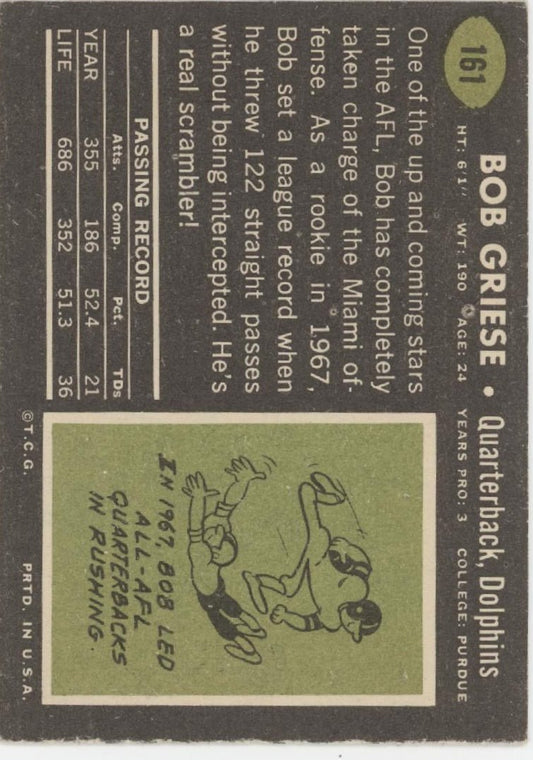 161
BOB GRIESE • Quarterback, Dolphins
HT: 6'1" WT: 190 AGE: 24 YEARS PRO: 3 COLLEGE: PURDUE
One of the up and coming stars
in the AFL, Bob has completely
taken charge of the Miami of-
fense. As a rookie in 1967,
Bob set a league record when
he threw 122 straight passes
without being intercepted. He's
a real scrambler!
PASSING RECORD
Atts. Comp. Pct. TDs
YEAR 355 186 52.4 21
LIFE 686 352 51.3 36
IN 1967, BOB LED
ALL-AFL
QUARTERBACKS
IN RUSHING.
©T.C.G. PRTD. IN U.S.A.